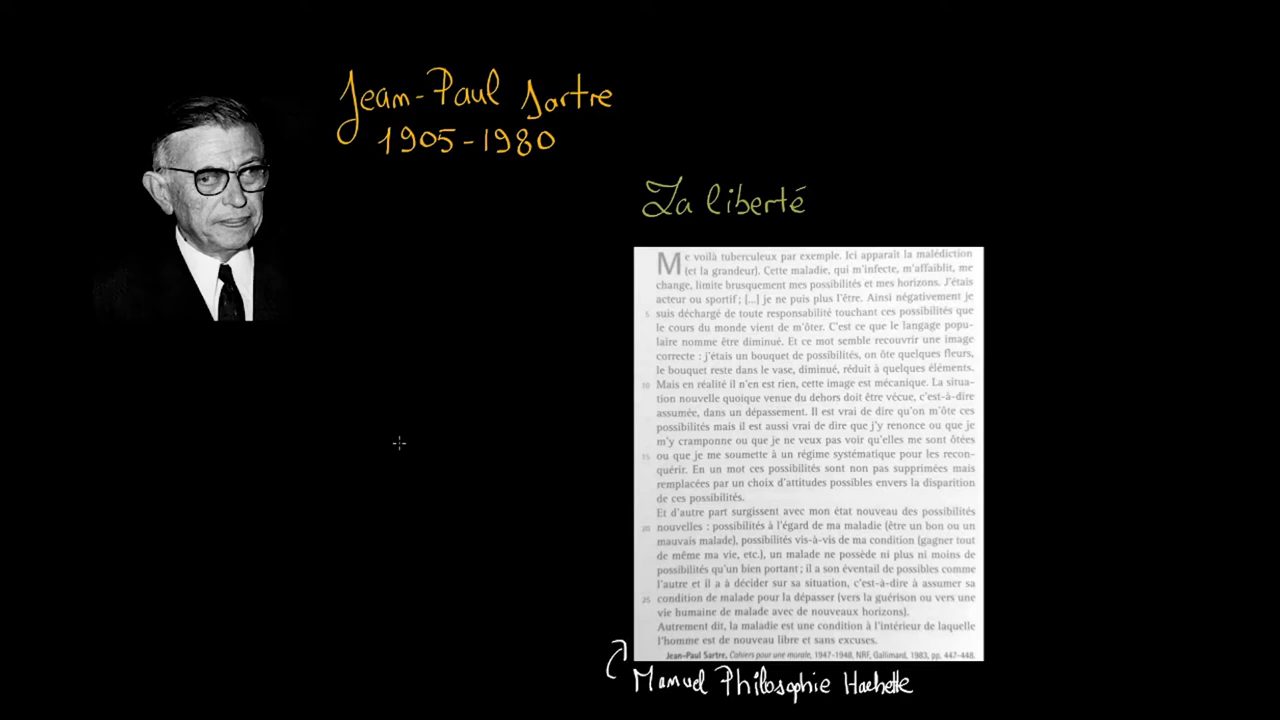 Jean-Paul Sartre
1905-1980
La liberté
Me voilà tuberculeux par exemple. Ici apparaît la malédiction
(et la grandeur). Cette maladie, qui m'infecte, m'affaiblit, me
change, limite brusquement mes possibilités et mes horizons. J'étais
acteur ou sportif ; [...] je ne puis plus l'être. Ainsi négativement je
5 suis déchargé de toute responsabilité touchant ces possibilités que
le cours du monde vient de m'ôter. C'est ce que le langage popu-
laire nomme être diminué. Et ce mot semble recouvrir une image
correcte : j'étais un bouquet de possibilités, on ôte quelques fleurs,
le bouquet reste dans le vase, diminué, réduit à quelques éléments.
10 Mais en réalité il n'en est rien, cette image est mécanique. La situa-
tion nouvelle quoique venue du dehors doit être vécue, c'est-à-dire
assumée, dans un dépassement. Il est vrai de dire qu'on m'ôte ces
possibilités mais il est aussi vrai de dire que j'y renonce ou que je
m'y cramponne ou que je ne veux pas voir qu'elles me sont ôtées
15 ou que je me soumette à un régime systématique pour les recon-
quérir. En un mot ces possibilités sont non pas supprimées mais
remplacées par un choix d'attitudes possibles envers la disparition
de ces possibilités.
Et d'autre part surgissent avec mon état nouveau des possibilités
20 nouvelles : possibilités à l'égard de ma maladie (être un bon ou un
mauvais malade), possibilités vis-à-vis de ma condition (gagner tout
de même ma vie, etc.), un malade ne possède ni plus ni moins de
possibilités qu'un bien portant ; il a son éventail de possibles comme
l'autre et il a à décider sur sa situation, c'est-à-dire à assumer sa
25 condition de malade pour la dépasser (vers la guérison ou vers une
vie humaine de malade avec de nouveaux horizons).
Autrement dit, la maladie est une condition à l'intérieur de laquelle
l'homme est de nouveau libre et sans excuses.
Jean-Paul Sartre, Cahiers pour une morale, 1947-1948, NRF, Gallimard, 1983, pp. 447-448.
Manuel Philosophie Hachette